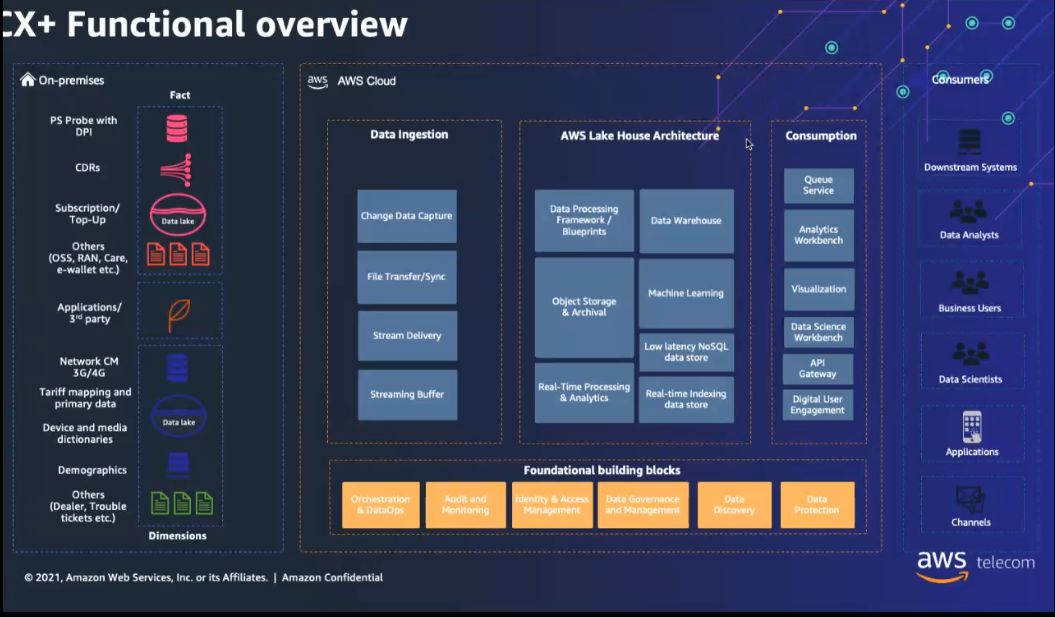 CX+ Functional overview
On-premises
Fact
PS Probe with
DPI
CDRs
Subscription/
Top-Up
Data lake
Others
(OSS, RAN, Care,
e-wallet etc.)
Applications/
3rd party
Network CM
3G/4G
Tariff mapping and
primary data
Data lake
Device and media
dictionaries
Demographics
Others
(Dealer, Trouble
tickets etc.)
Dimensions
aws AWS Cloud
Data Ingestion
Change Data Capture
File Transfer/Sync
Stream Delivery
Streaming Buffer
AWS Lake House Architecture
Data Processing
Framework /
Blueprints
Data Warehouse
Object Storage
& Archival
Machine Learning
Low latency NoSQL
data store
Real-Time Processing
& Analytics
Real-time Indexing
data store
Consumption
Queue
Service
Analytics
Workbench
Visualization
Data Science
Workbench
API
Gateway
Digital User
Engagement
Foundational building blocks
Orchestration
& DataOps
Audit and
Monitoring
Identity & Access
Management
Data Governance
and Management
Data
Discovery
Data
Protection
Consumers
Downstream Systems
Data Analysts
Business Users
Data Scientists
Applications
Channels
© 2021, Amazon Web Services, Inc. or its Affiliates. | Amazon Confidential
aws telecom